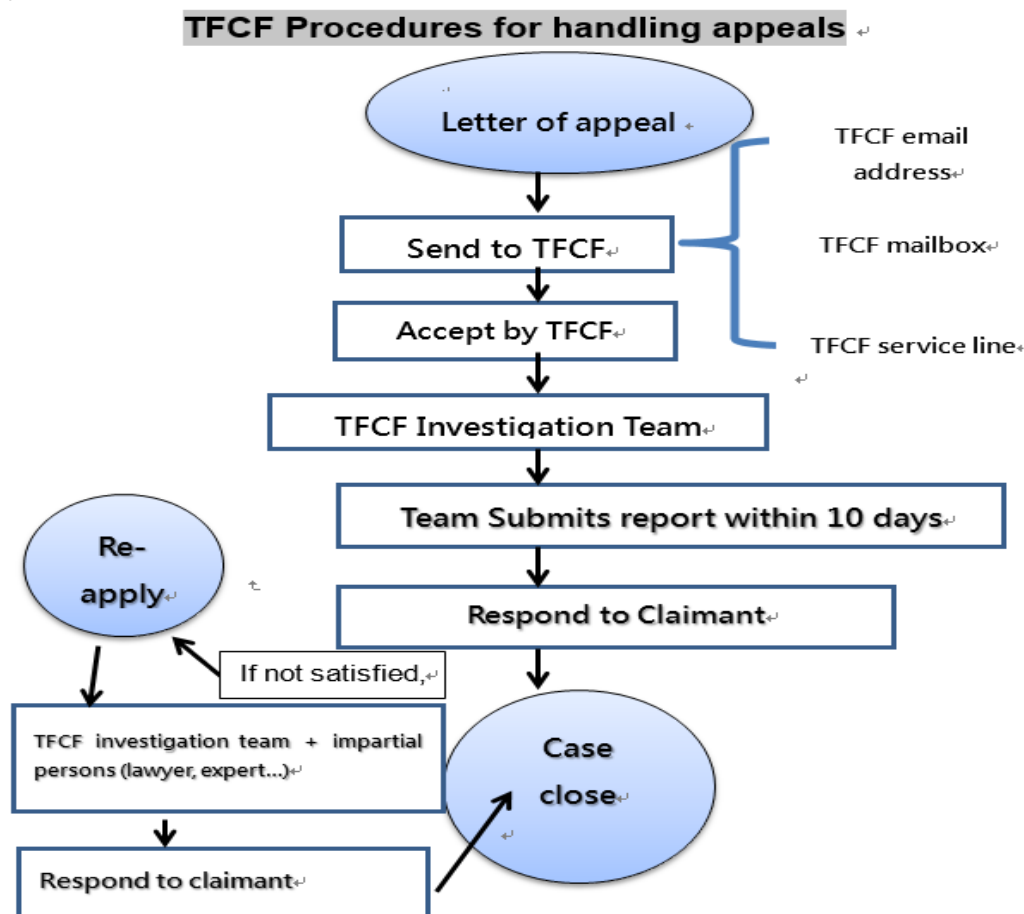 TFCF Procedures for handling appeals
Letter of appeal
TFCF email
address
Send to TFCF
TFCF mailbox
Accept by TFCF
TFCF service line
TFCF Investigation Team
Team Submits report within 10 days
Respond to Claimant
Re-
apply
If not satisfied,
TFCF investigation team + impartial
persons (lawyer, expert...)
Respond to claimant
Case
close